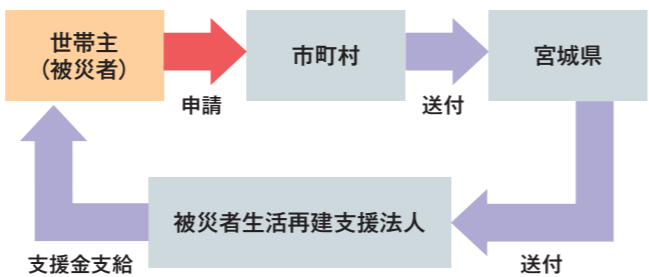 世帯主
（被災者）
申請
市町村
送付
宮城県
送付
被災者生活再建支援法人
支援金支給